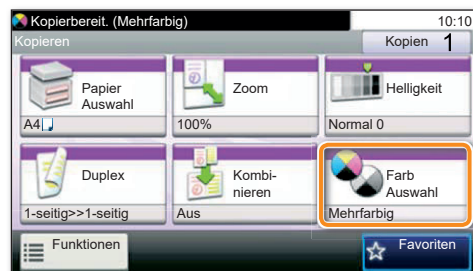 Kopierbereit. (Mehrfarbig)
10:10
Kopieren
Kopien 1
Papier
Auswahl
A4
Zoom
100%
Helligkeit
Normal 0
Duplex
1-seitig>>1-seitig
Kombi-
nieren
Aus
Farb
Auswahl
Mehrfarbig
Funktionen
Favoriten